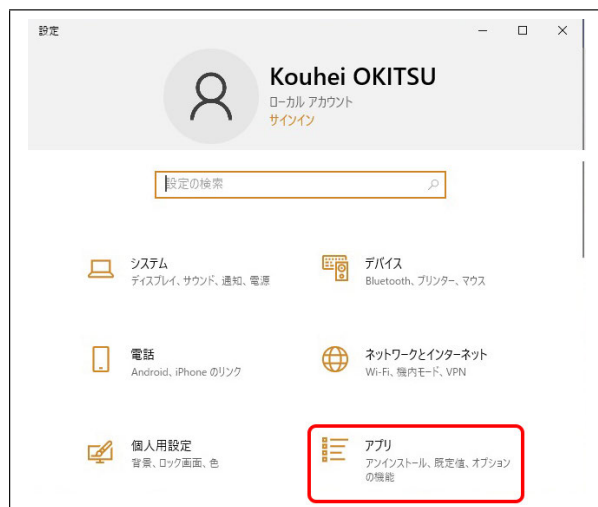 設定
Kouhei OKITSU
ローカル アカウント
サインイン
設定の検索
システム
ディスプレイ、サウンド、通知、電源
デバイス
Bluetooth、プリンター、マウス
電話
Android、iPhone のリンク
ネットワークとインターネット
Wi-Fi、機内モード、VPN
個人用設定
背景、ロック画面、色
アプリ
アンインストール、既定値、オプション
の機能